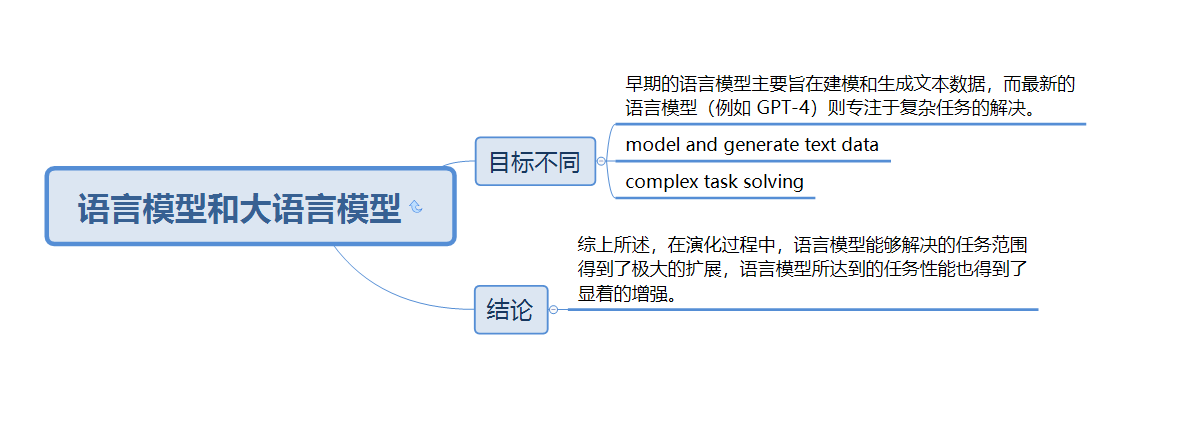 语言模型和大语言模型
目标不同
早期的语言模型主要旨在建模和生成文本数据，而最新的
语言模型（例如 GPT-4）则专注于复杂任务的解决。
model and generate text data
complex task solving
结论
综上所述，在演化过程中，语言模型能够解决的任务范围
得到了极大的扩展，语言模型所达到的任务性能也得到了
显着的增强。